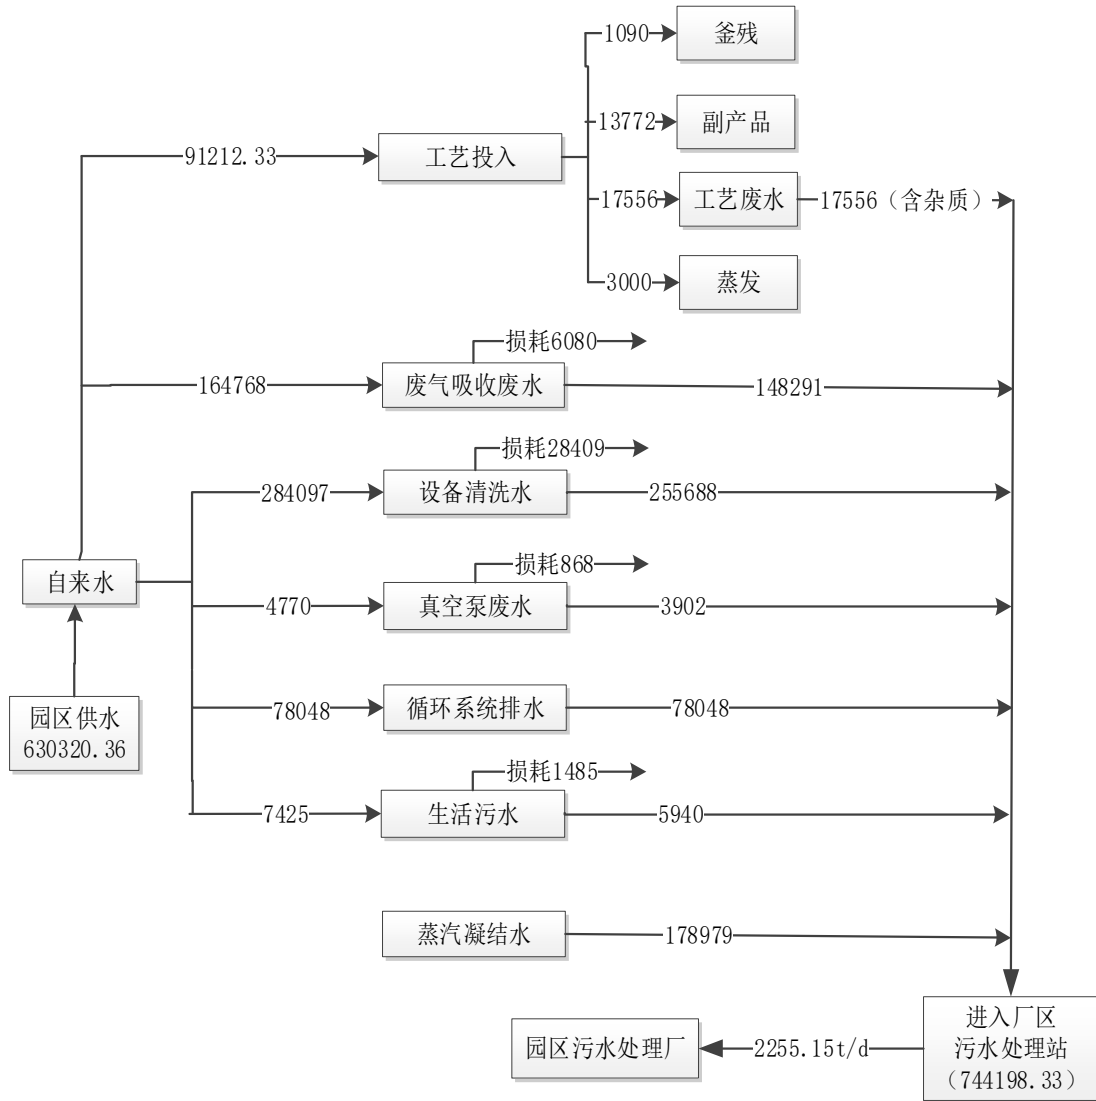 1090
釜残
13772
副产品
91212.33
工艺投入
17556
工艺废水
17556（含杂质）
3000
蒸发
损耗6080
164768
废气吸收废水
148291
损耗28409
284097
设备清洗水
255688
自来水
损耗868
4770
真空泵废水
3902
园区供水
630320.36
78048
循环系统排水
78048
损耗1485
7425
生活污水
5940
蒸汽凝结水
178979
进入厂区
污水处理站
（744198.33）
2255.15t/d
园区污水处理厂